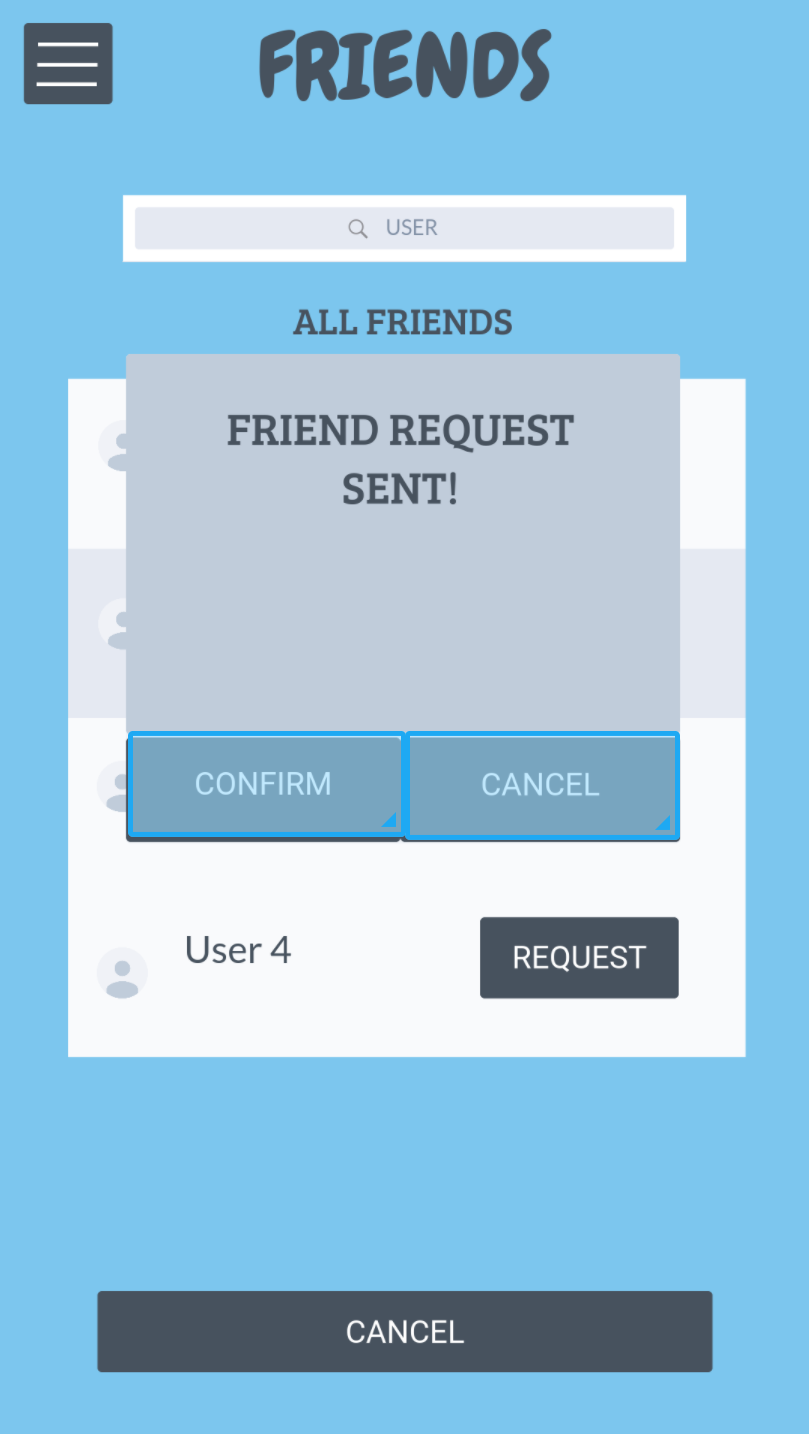 FRIENDS
USER
ALL FRIENDS
FRIEND REQUEST
SENT!
CONFIRM
CANCEL
User 4
REQUEST
CANCEL